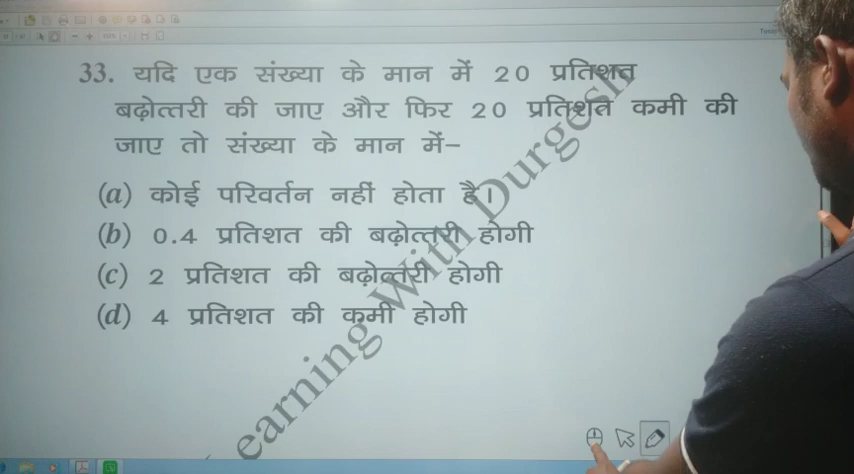 33. यदि एक संख्या के मान में 20 प्रतिशत
बढ़ोत्तरी की जाए और फिर 20 प्रतिशत कमी की
जाए तो संख्या के मान में-
(a) कोई परिवर्तन नहीं होता है।
(b) 0.4 प्रतिशत की बढ़ोत्तरी होगी
(c) 2 प्रतिशत की बढ़ोत्तरी होगी
(d) 4 प्रतिशत की कमी होगी
earning With Durgesh